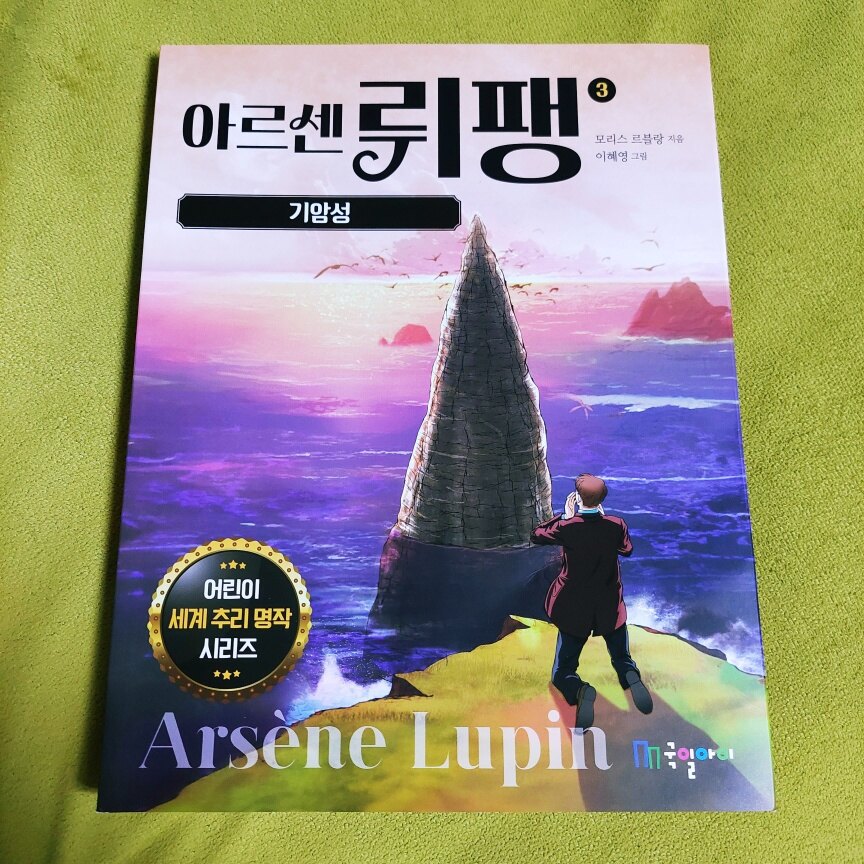 아르센 뤼팽 3
모리스 르블랑 지음
이혜영 그림
기암성
어린이
세계 추리 명작
시리즈
Arsène Lupin
국일아이